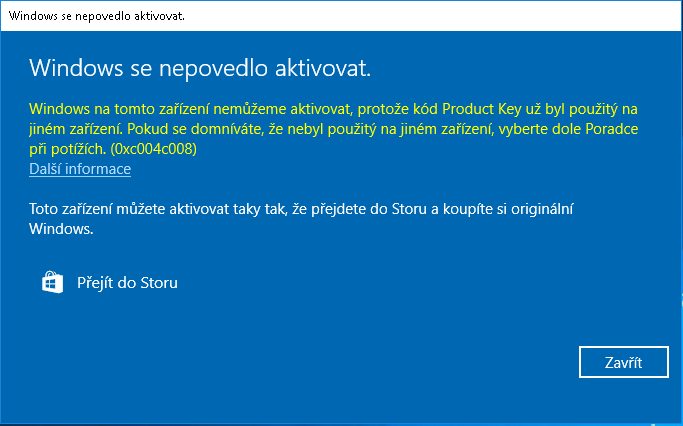 Windows se nepovedlo aktivovat.
Windows se nepovedlo aktivovat.
Windows na tomto zařízení nemůžeme aktivovat, protože kód Product Key už byl použitý na
jiném zařízení. Pokud se domníváte, že nebyl použitý na jiném zařízení, vyberte dole Poradce
při potížích. (0xc004c008)
Další informace
Toto zařízení můžete aktivovat taky tak, že přejdete do Storu a koupíte si originální
Windows.
Přejít do Storu
Zavřít